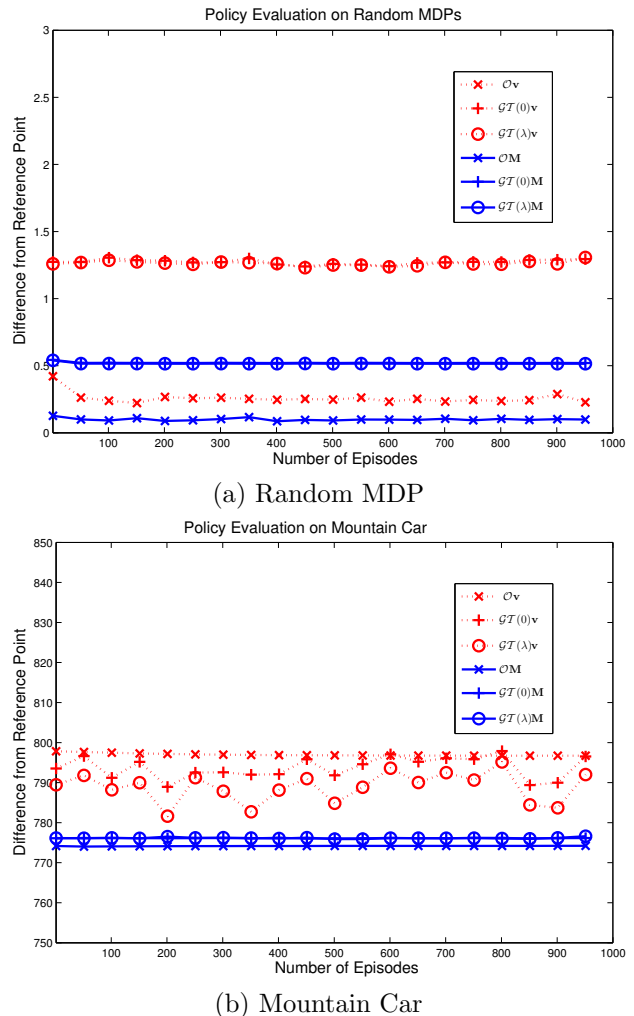 Policy Evaluation on Random MDPs
3
2.5
2
1.5
1
0.5
0
Difference from Reference Point
𝒪v
𝒢𝒯(0)v
𝒢𝒯(λ)v
𝒪M
𝒢𝒯(0)M
𝒢𝒯(λ)M
100 200 300 400 500 600 700 800 900 1000
Number of Episodes
(a) Random MDP
Policy Evaluation on Mountain Car
850
840
830
820
810
800
790
780
770
760
750
Difference from Reference Point
𝒪v
𝒢𝒯(0)v
𝒢𝒯(λ)v
𝒪M
𝒢𝒯(0)M
𝒢𝒯(λ)M
100 200 300 400 500 600 700 800 900 1000
Number of Episodes
(b) Mountain Car